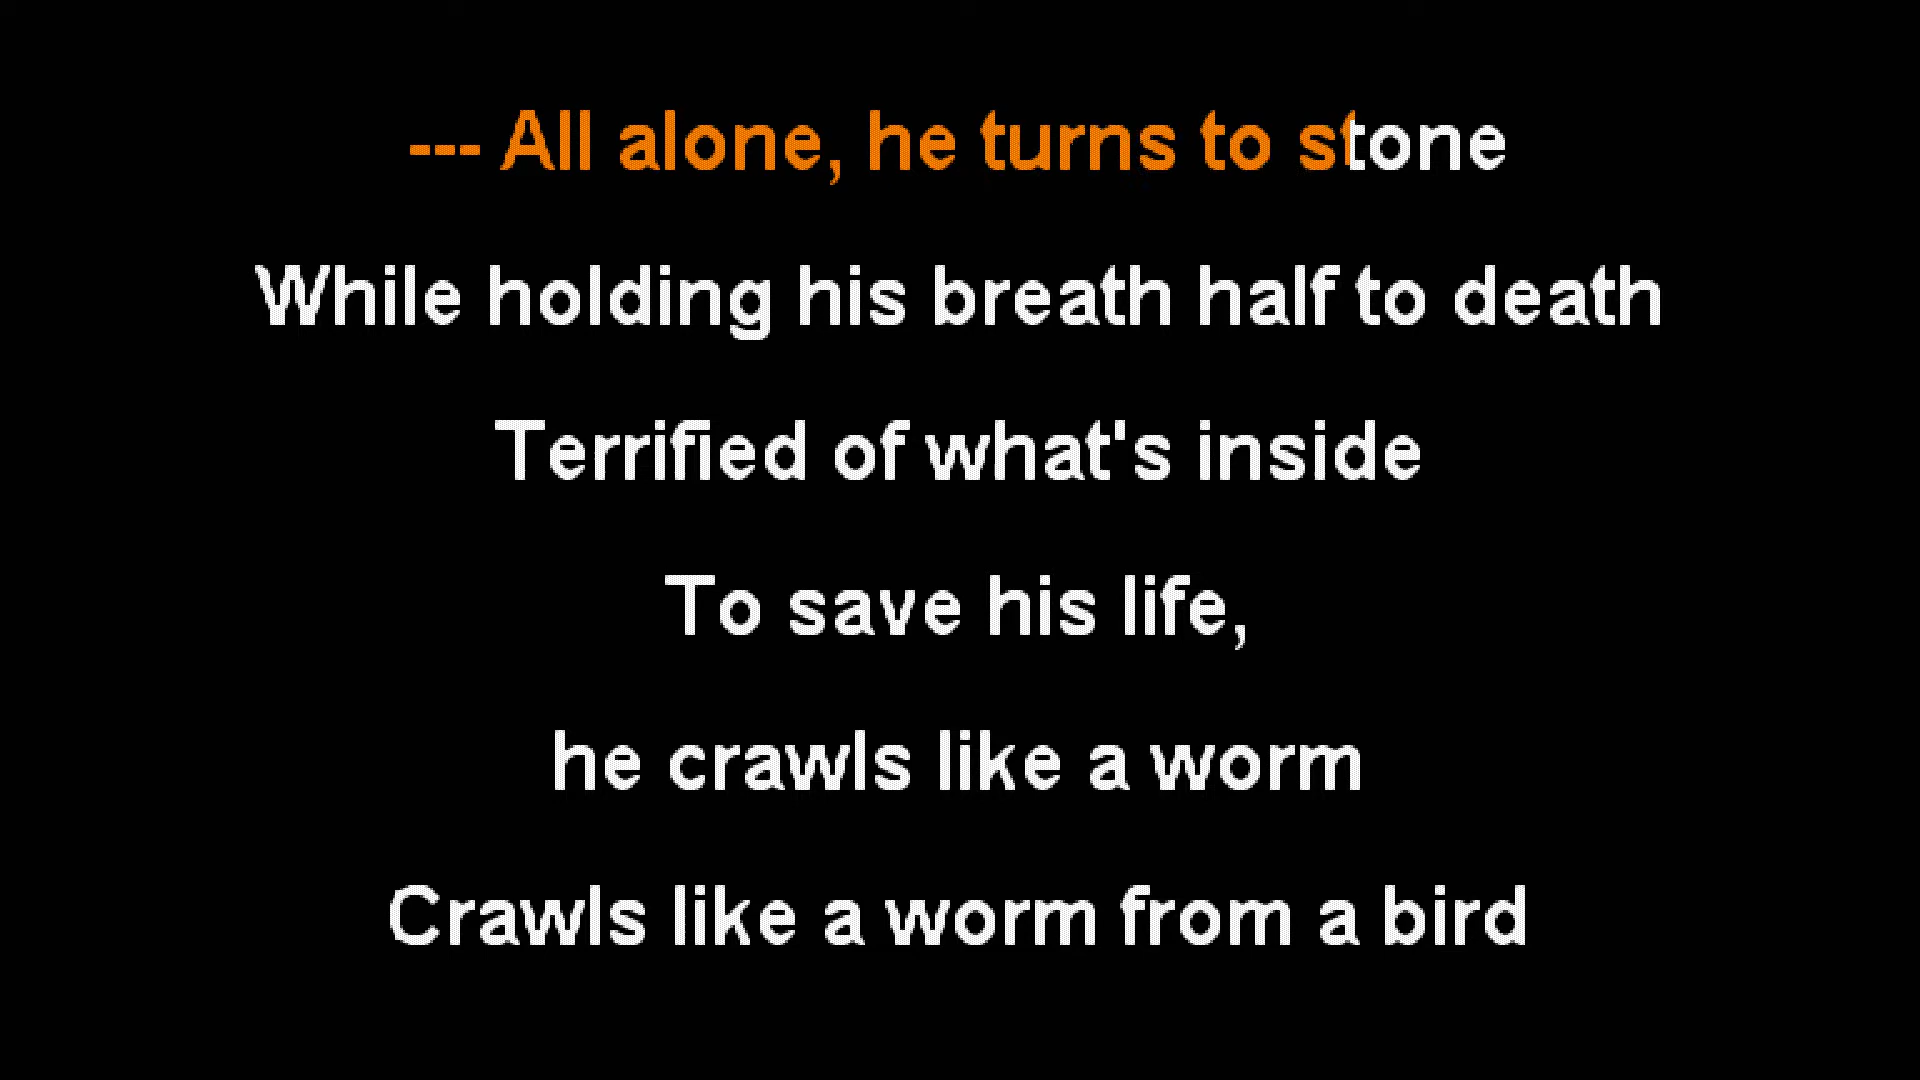 --- All alone, he turns to stone
While holding his breath half to death
Terrified of what's inside
To save his life,
he crawls like a worm
Crawls like a worm from a bird